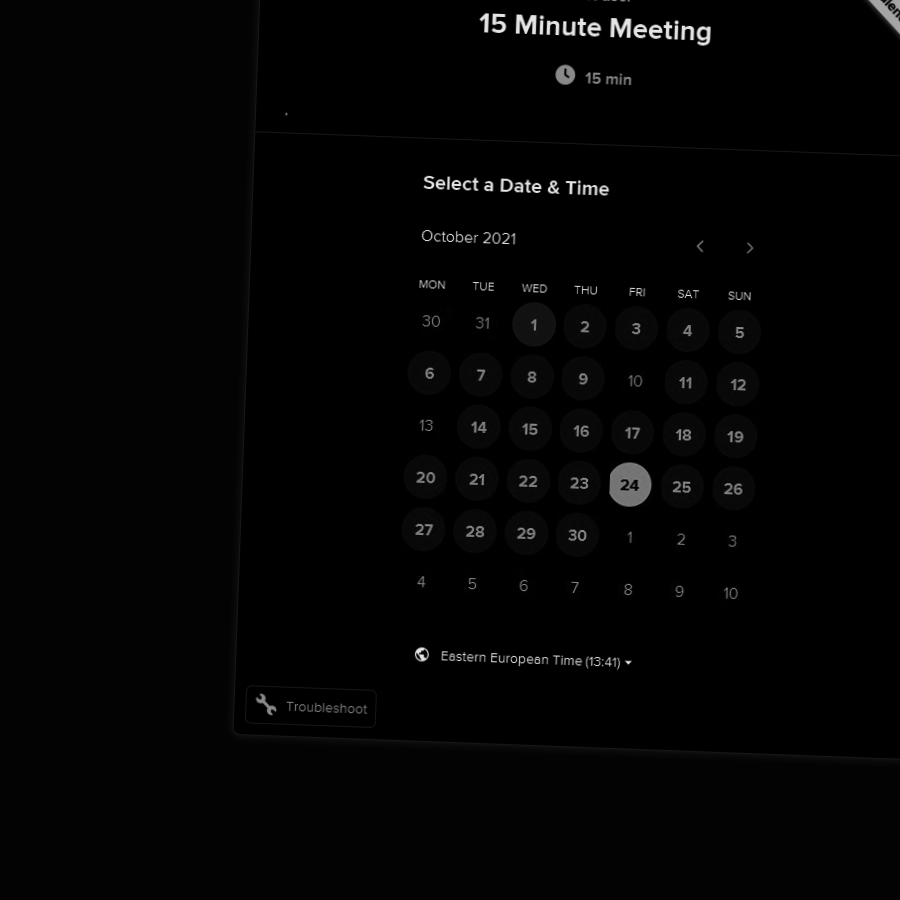 15 Minute Meeting
15 min
Select a Date & Time
October 2021
MON TUE WED THU FRI SAT SUN
30 31 1 2 3 4 5
6 7 8 9 10 11 12
13 14 15 16 17 18 19
20 21 22 23 24 25 26
27 28 29 30 1 2 3
4 5 6 7 8 9 10
Eastern European Time (13:41)
Troubleshoot